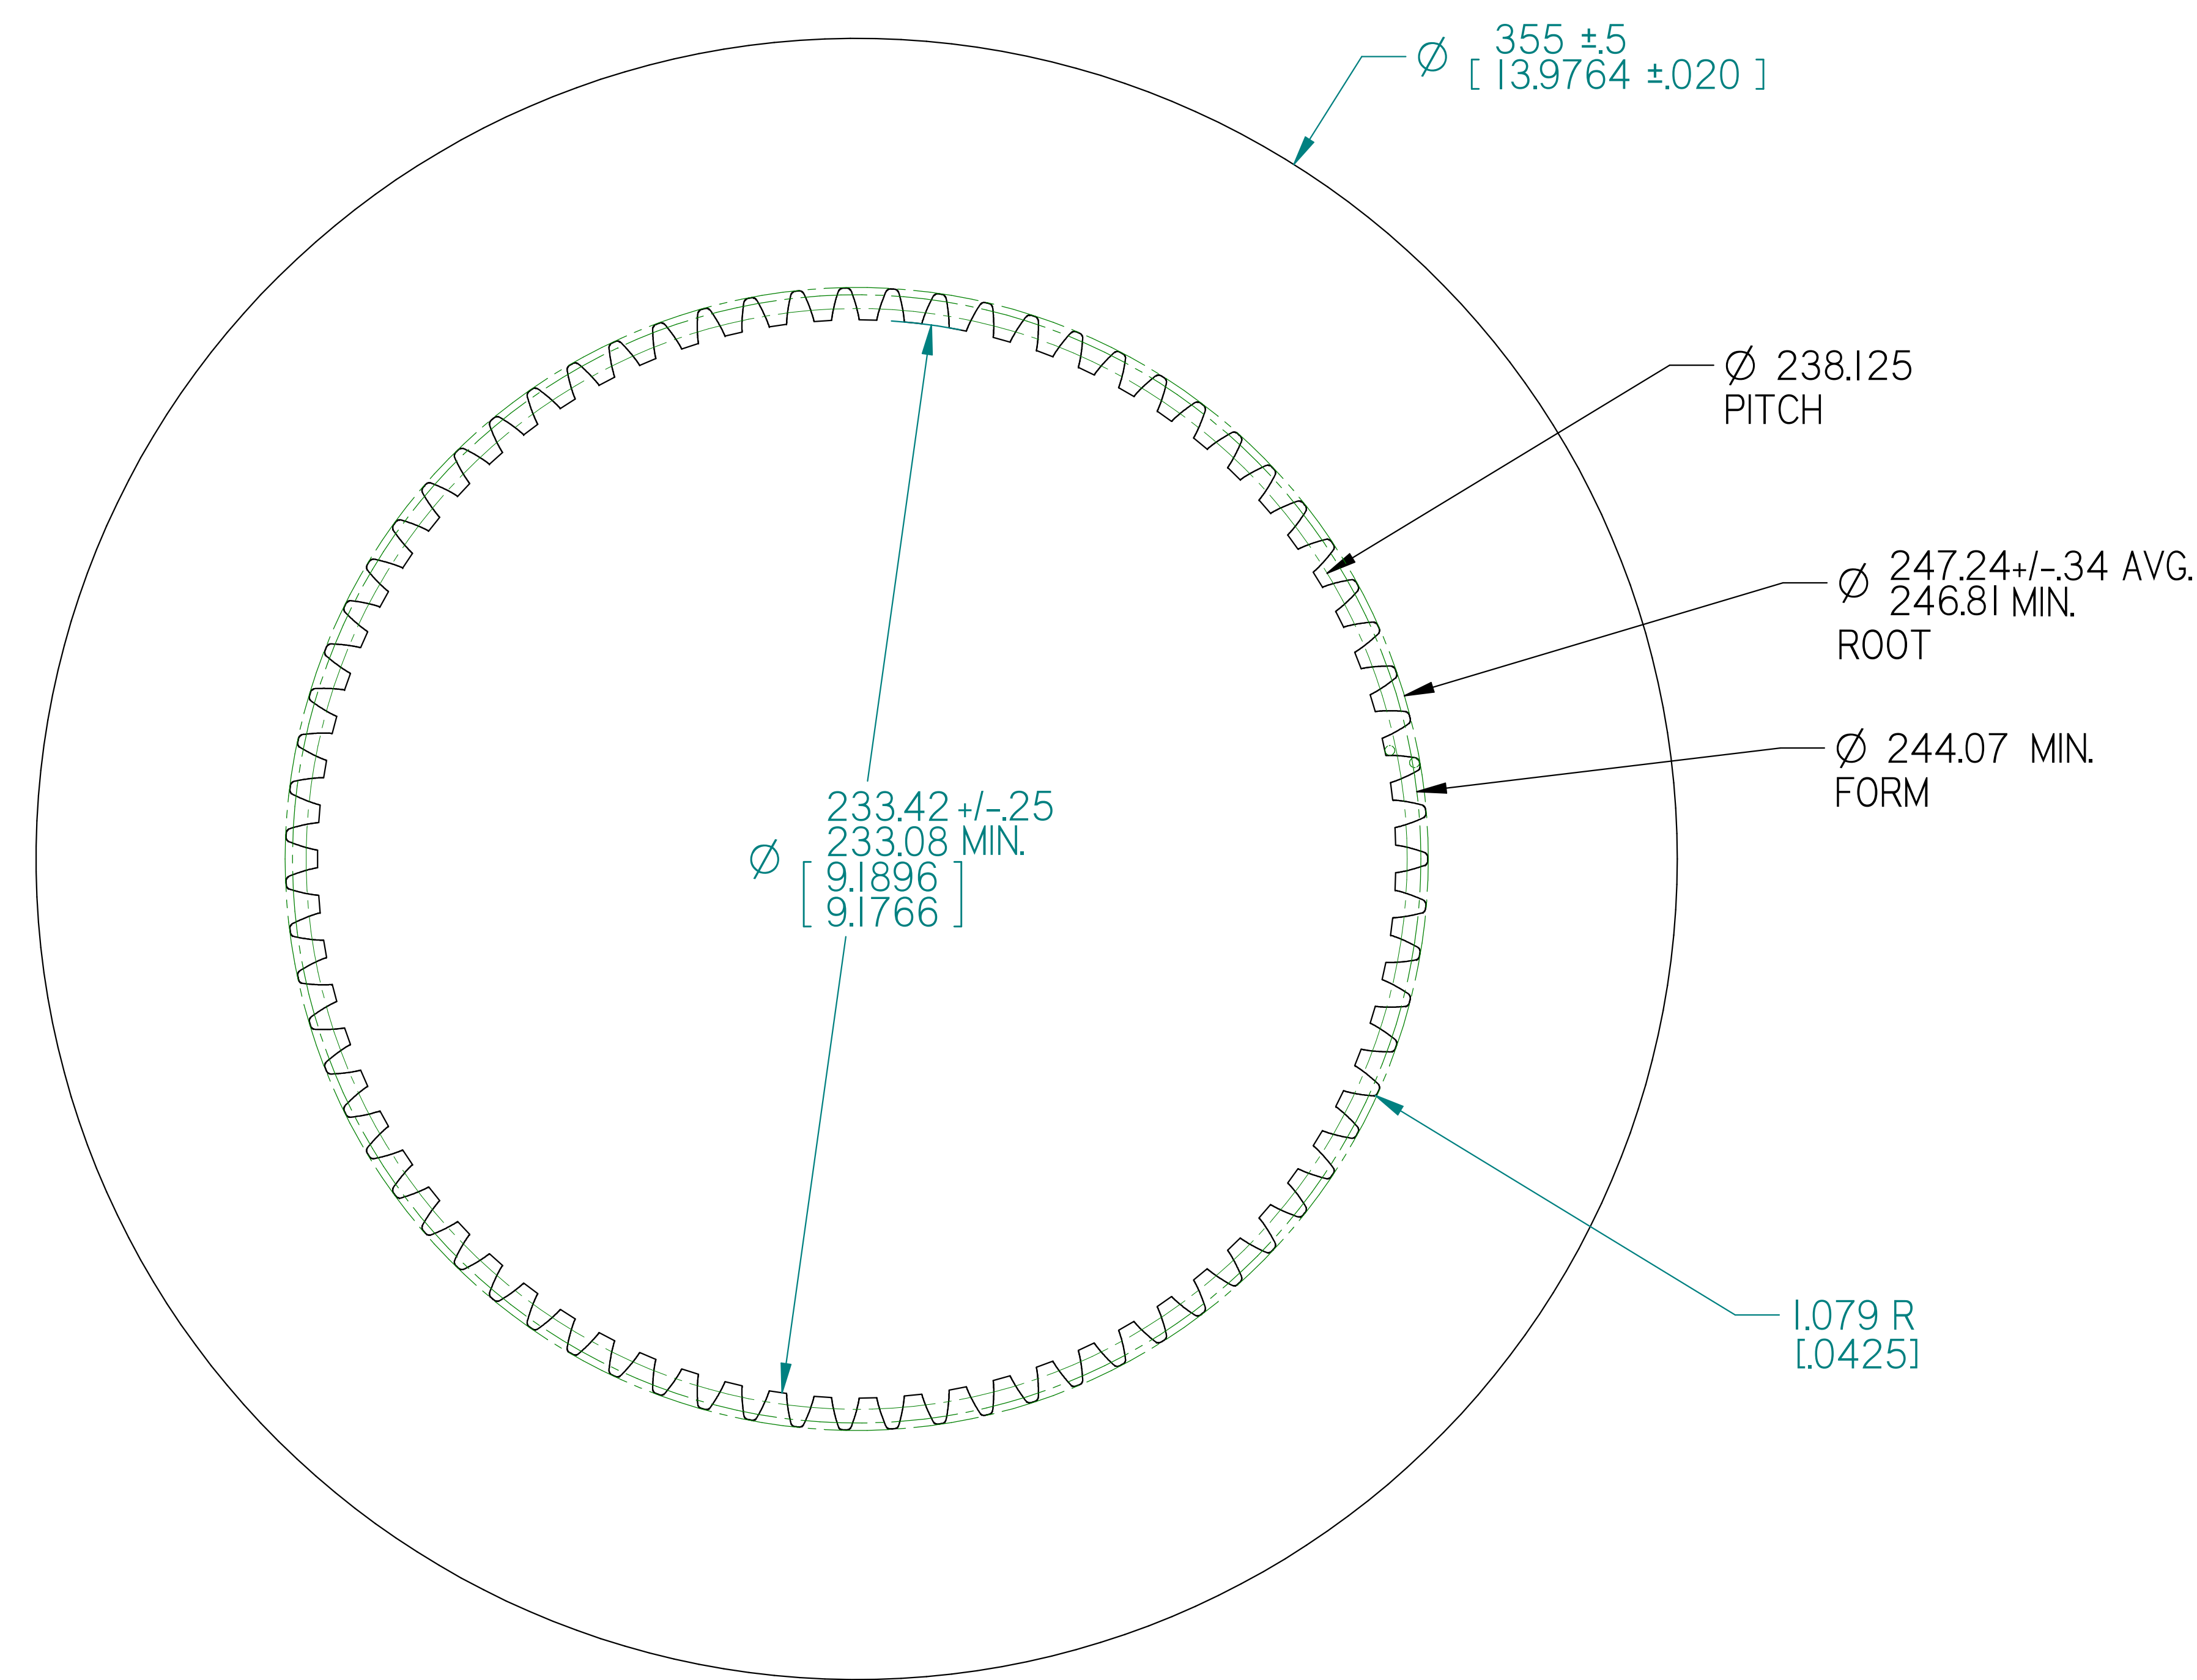 Ø 355 ±.5
[ 13.9764 ±.020 ]
Ø 238.125
PITCH
Ø 247.24+/-.34 AVG.
246.81 MIN.
ROOT
Ø 244.07 MIN.
FORM
233.42 +/-.25
Ø 233.08 MIN.
[ 9.1896 ]
[ 9.1766 ]
1.079 R
[.0425]